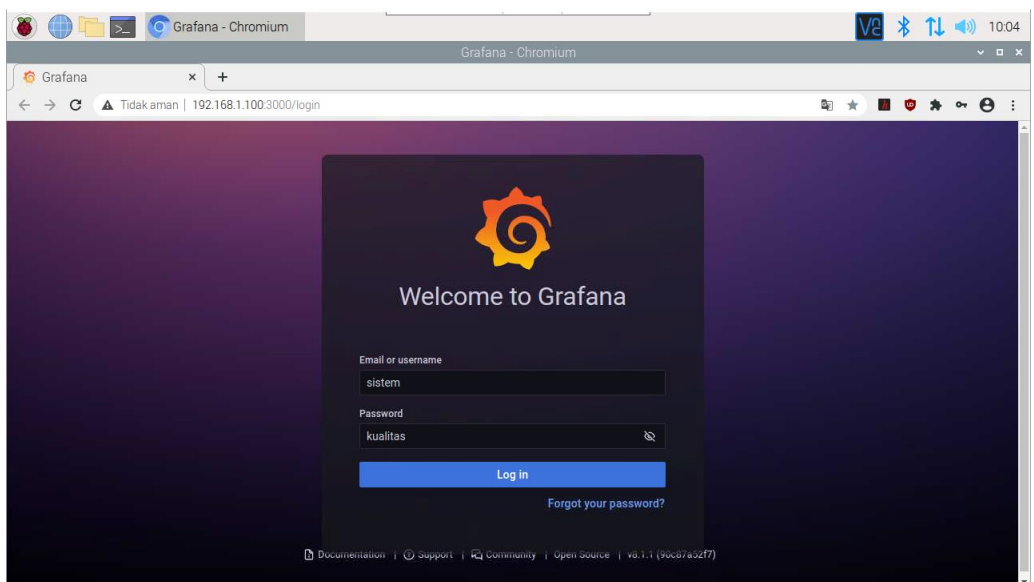 Grafana - Chromium
10:04
Grafana - Chromium
Grafana
Tidak aman | 192.168.1.100:3000/login
Welcome to Grafana
Email or username
sistem
Password
kualitas
Log in
Forgot your password?
Documentation | Support | Community | Open Source | v8.1.1 (90c87a52f7)